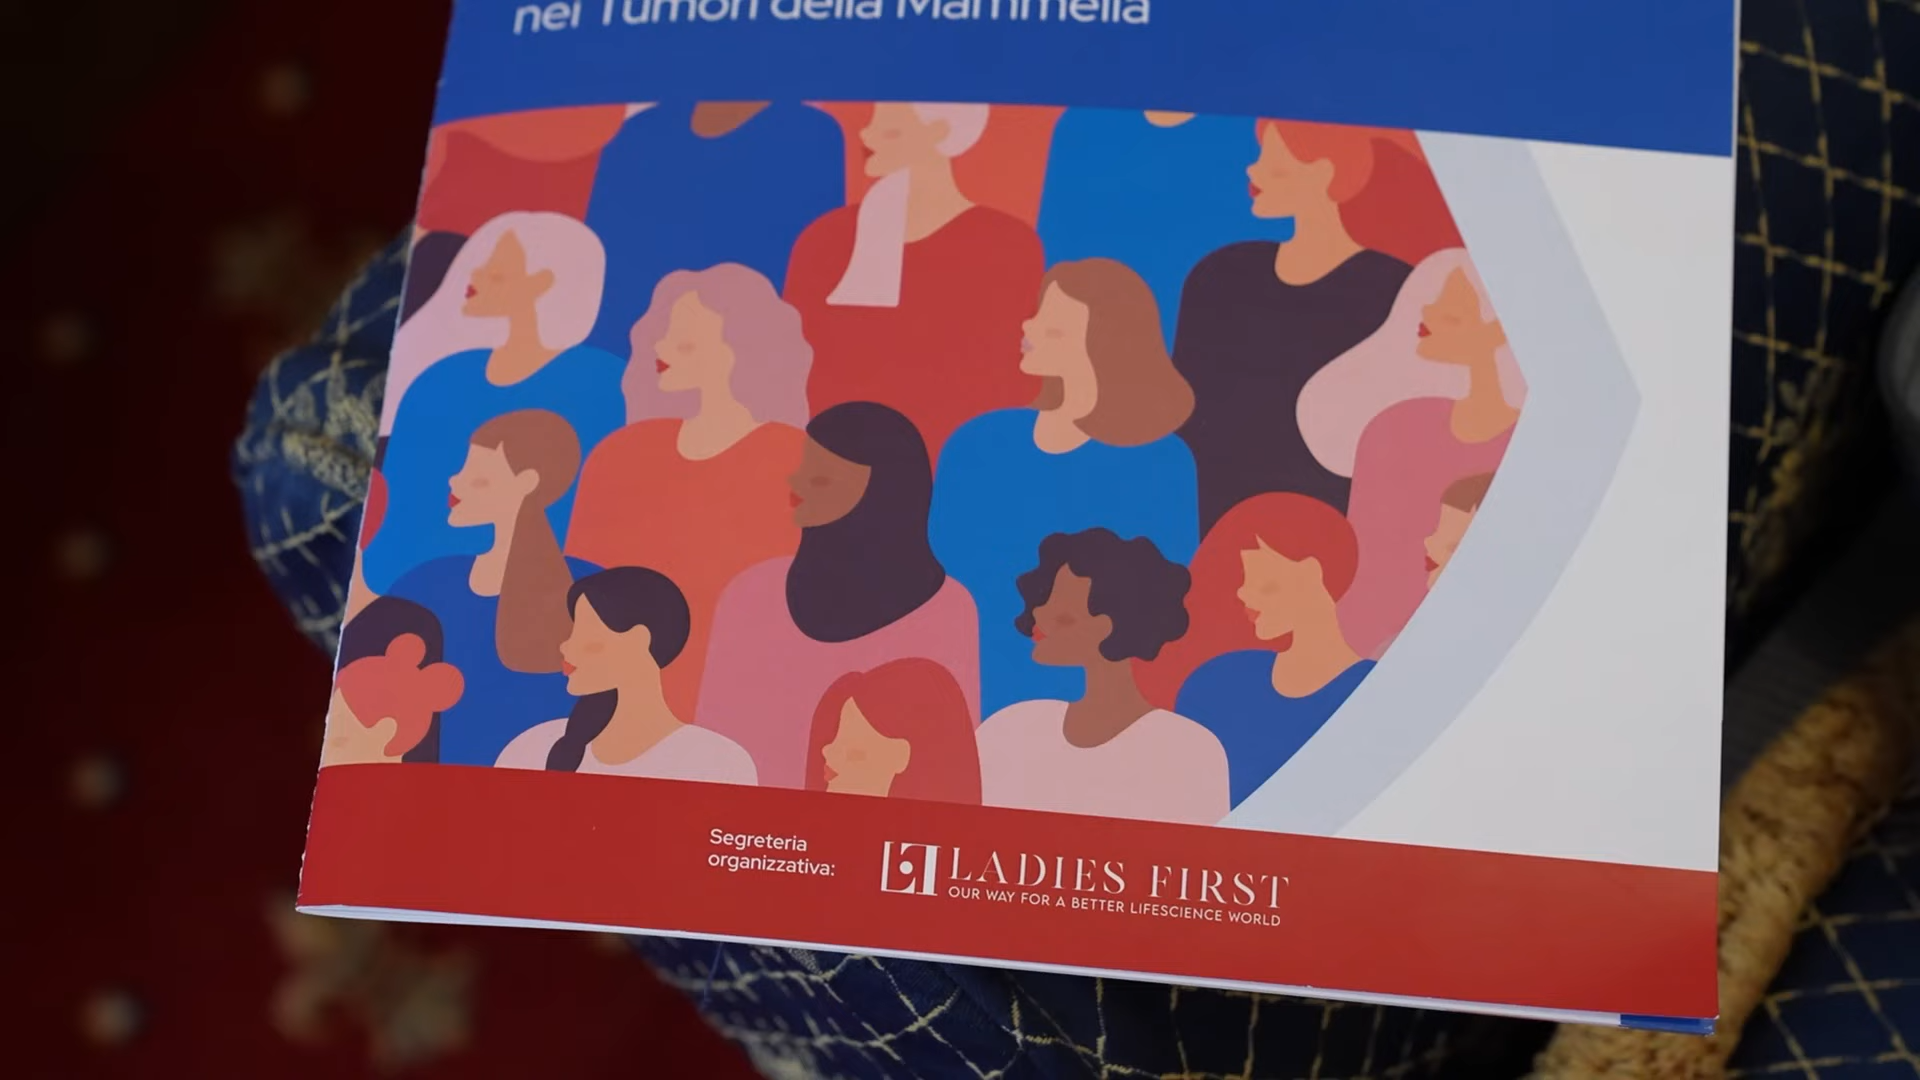 nei Tumori della Mammella
Segreteria
organizzativa:
LADIES FIRST
OUR WAY FOR A BETTER LIFESCIENCE WORLD